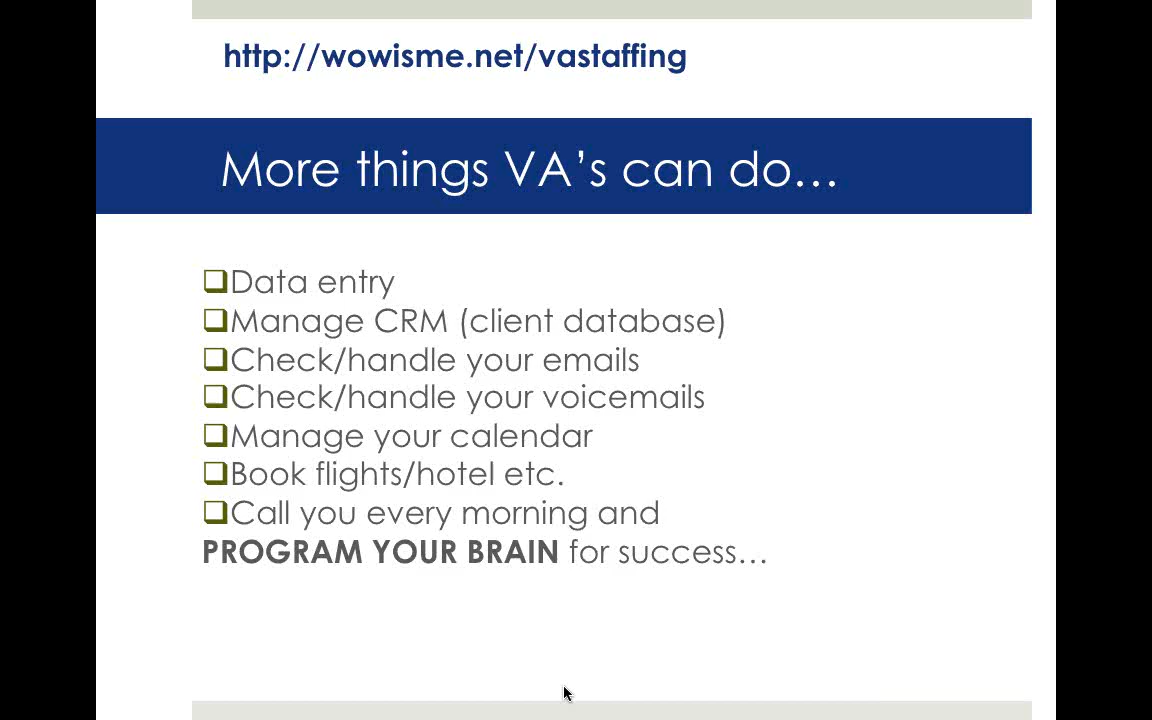 http://wowisme.net/vastaffing
More things VA’s can do…
❑Data entry
❑Manage CRM (client database)
❑Check/handle your emails
❑Check/handle your voicemails
❑Manage your calendar
❑Book flights/hotel etc.
❑Call you every morning and
PROGRAM YOUR BRAIN for success…